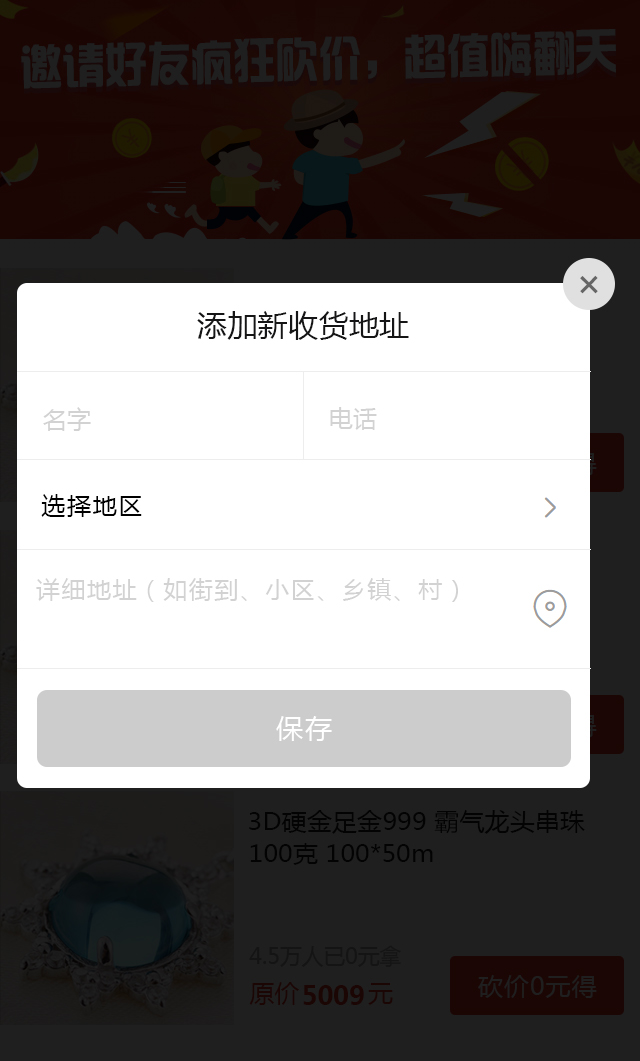 邀请好友疯狂砍价，超值嗨翻天
添加新收货地址
名字
电话
得
选择地区
详细地址（如街到、小区、乡镇、村）
得
保存
3D硬金足金999 霸气龙头串珠
100克 100*50m
4.5万人已0元拿
原价5009元
砍价0元得